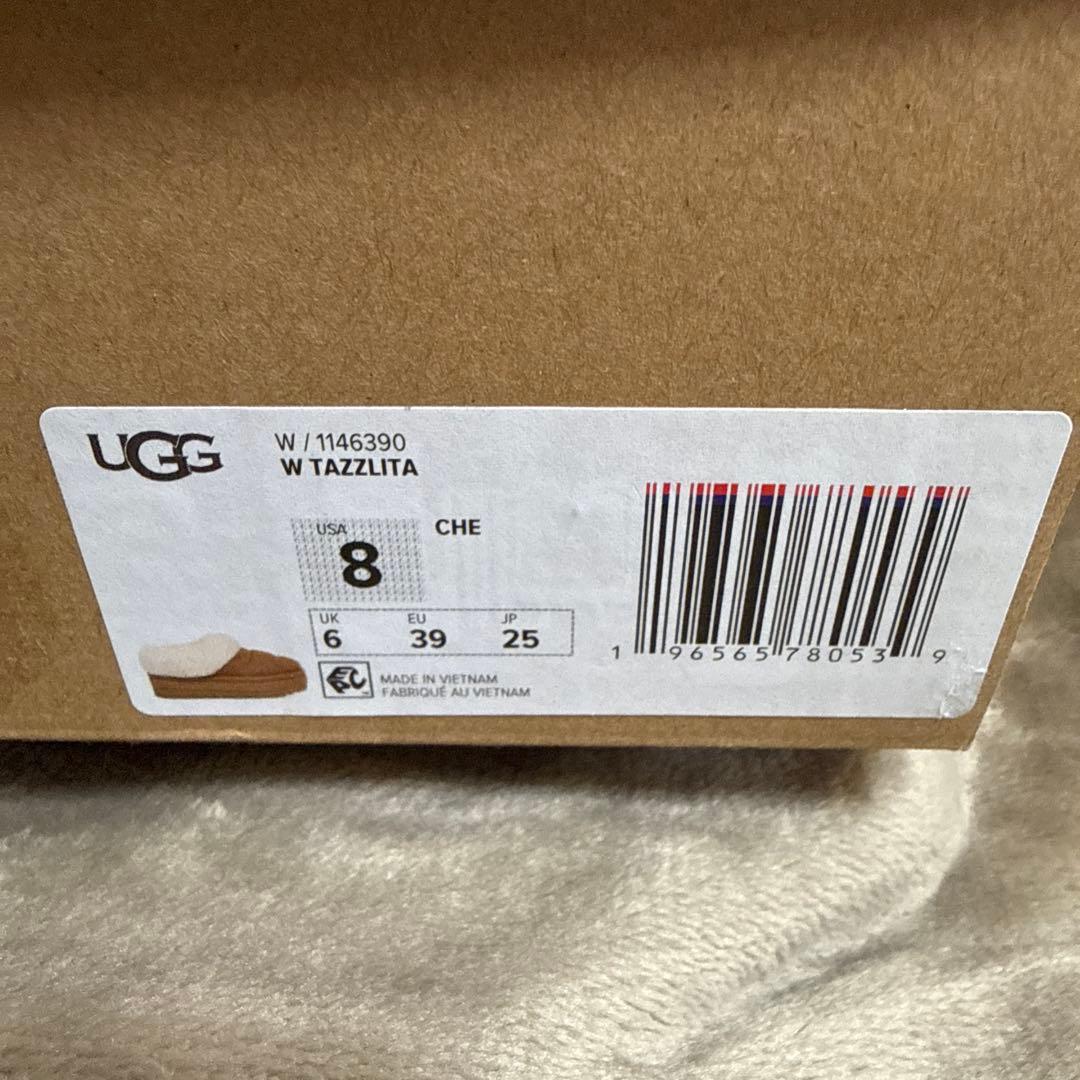 UGG
W / 1146390
W TAZZLITA
USA
8
CHE
UK EU JP
6 39 25
MADE IN VIETNAM
FABRIQUÉ AU VIETNAM
1 96565 78053 9